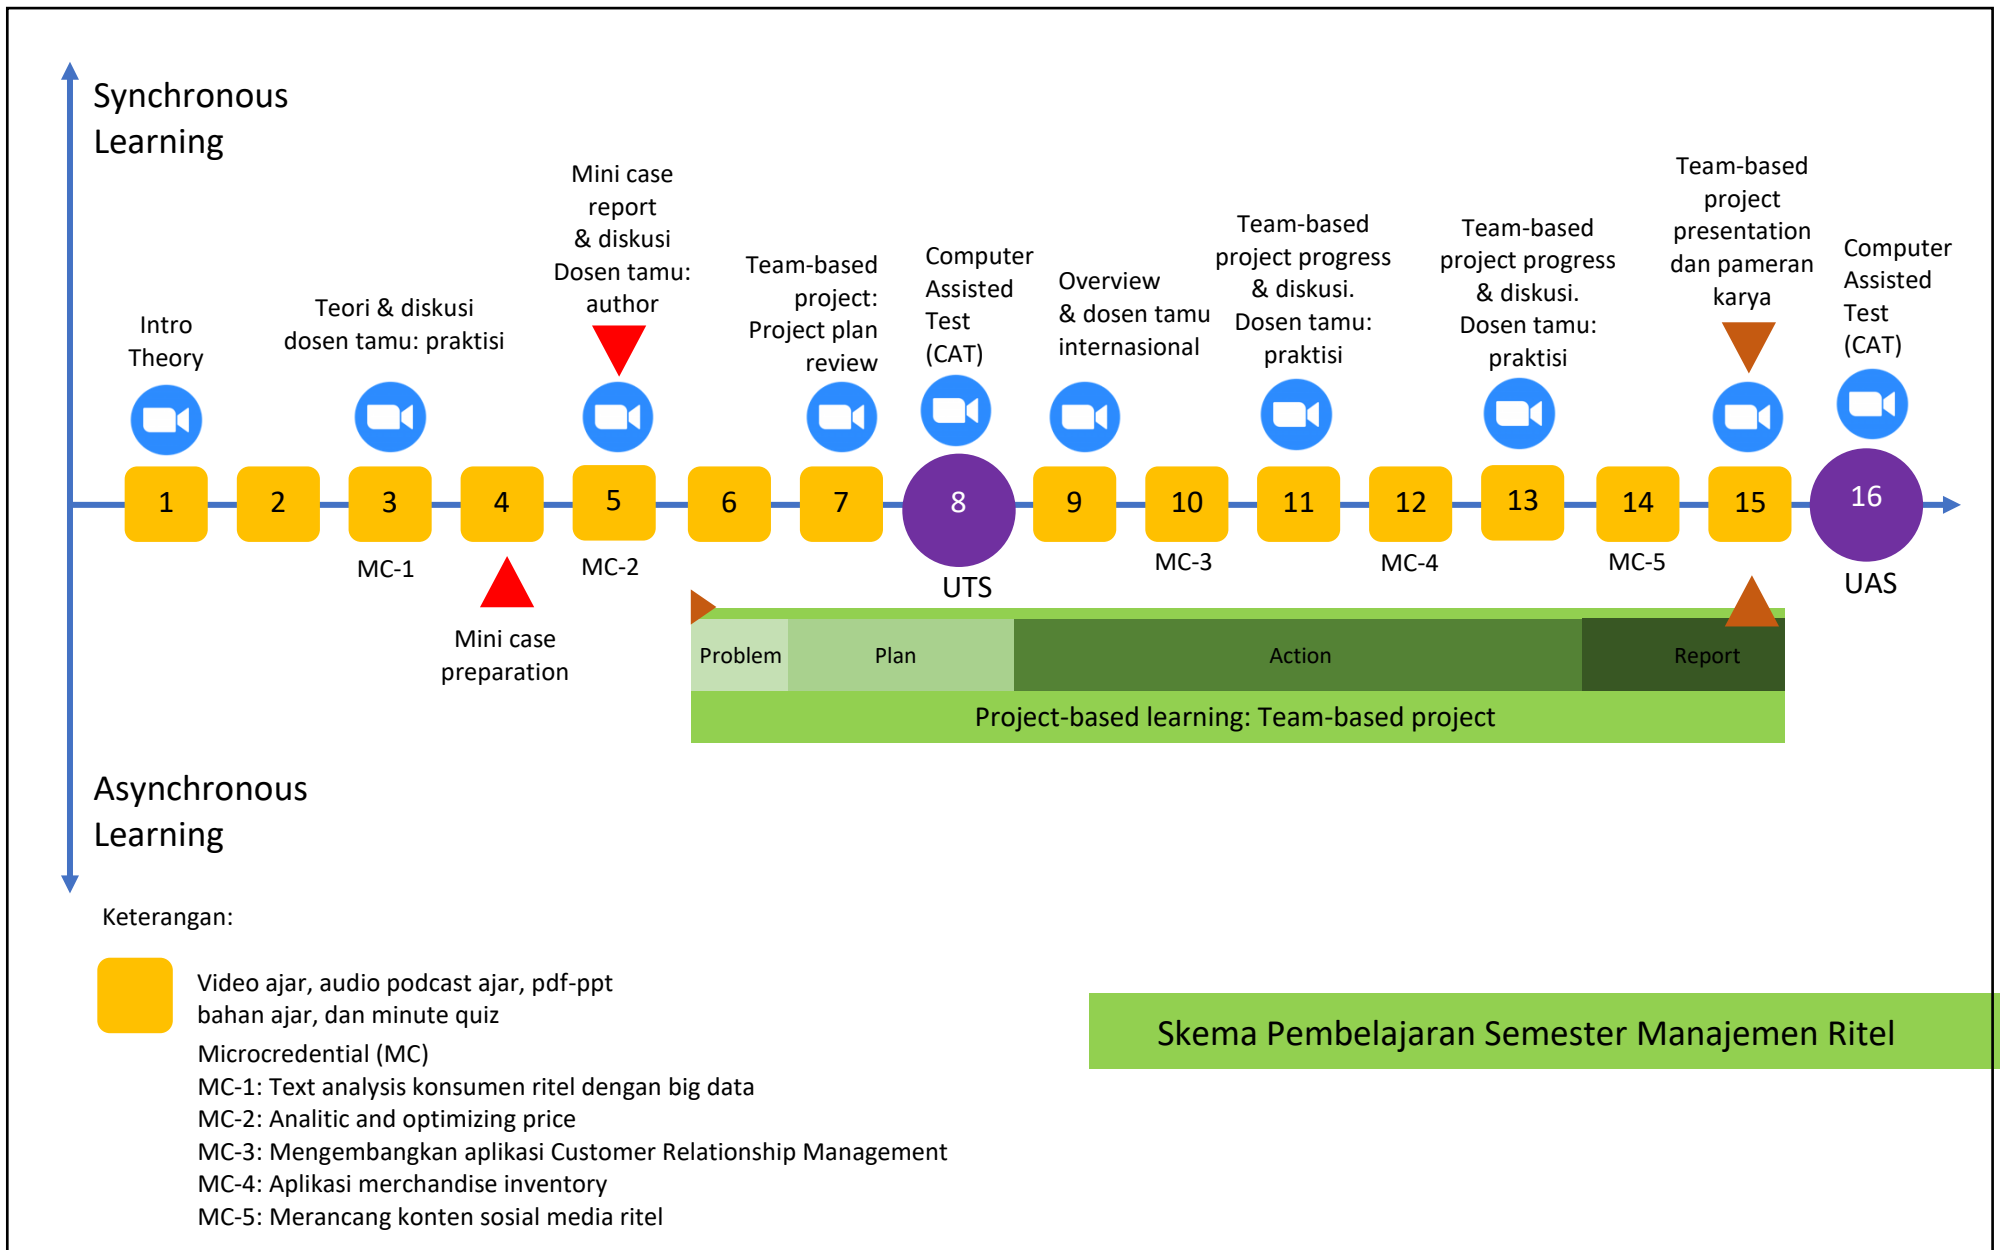 Synchronous
Learning
Intro
Theory
Teori & diskusi
dosen tamu: praktisi
Mini case
report
& diskusi
Dosen tamu:
author
Team-based
project:
Project plan
review
Computer
Assisted
Test
(CAT)
Overview
& dosen tamu
internasional
Team-based
project progress
& diskusi.
Dosen tamu:
praktisi
Team-based
project progress
& diskusi.
Dosen tamu:
praktisi
Team-based
project
presentation
dan pameran
karya
Computer
Assisted
Test
(CAT)
1
2
3
4
5
6
7
8
9
10
11
12
13
14
15
16
MC-1
MC-2
UTS
MC-3
MC-4
MC-5
UAS
Mini case
preparation
Problem
Plan
Action
Report
Project-based learning: Team-based project
Asynchronous
Learning
Keterangan:
Video ajar, audio podcast ajar, pdf-ppt
bahan ajar, dan minute quiz
Microcredential (MC)
MC-1: Text analysis konsumen ritel dengan big data
MC-2: Analitic and optimizing price
MC-3: Mengembangkan aplikasi Customer Relationship Management
MC-4: Aplikasi merchandise inventory
MC-5: Merancang konten sosial media ritel
Skema Pembelajaran Semester Manajemen Ritel